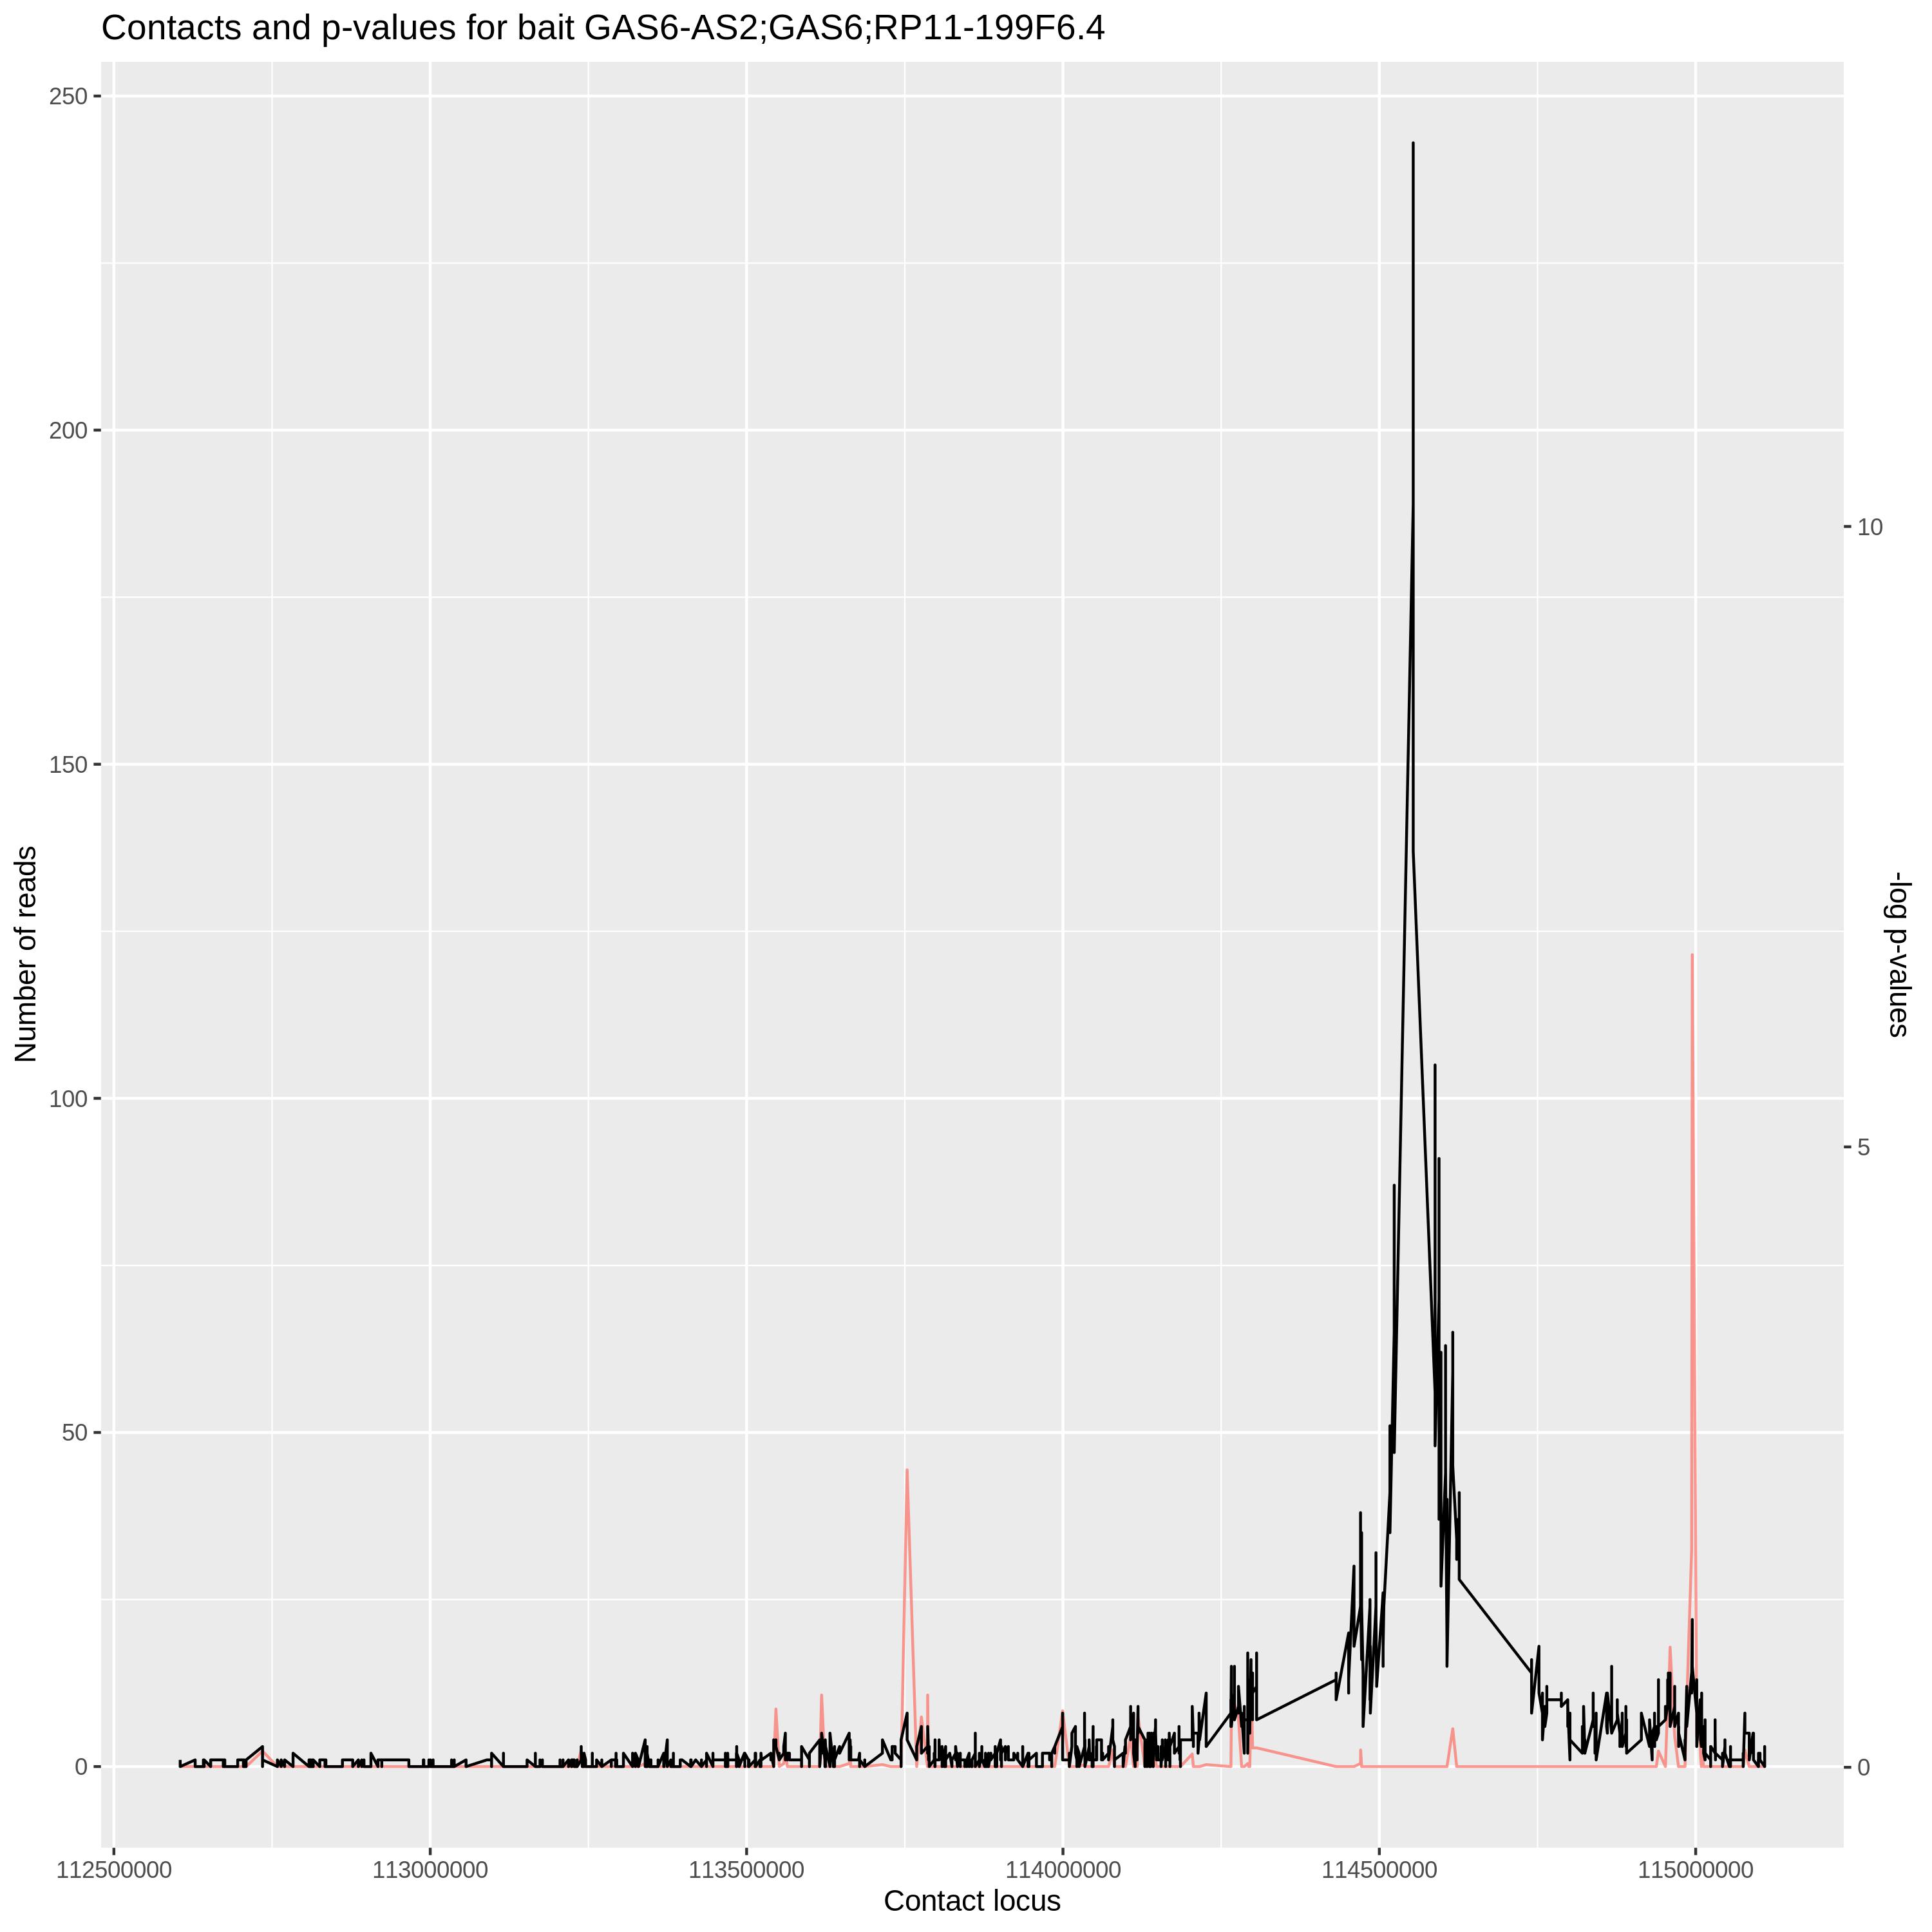 Contacts and p-values for bait GAS6-AS2;GAS6;RP11-199F6.4
250
200
150
100
50
0
Number of reads
10
5
0
-log p-values
112500000 113000000 113500000 114000000 114500000 115000000
Contact locus